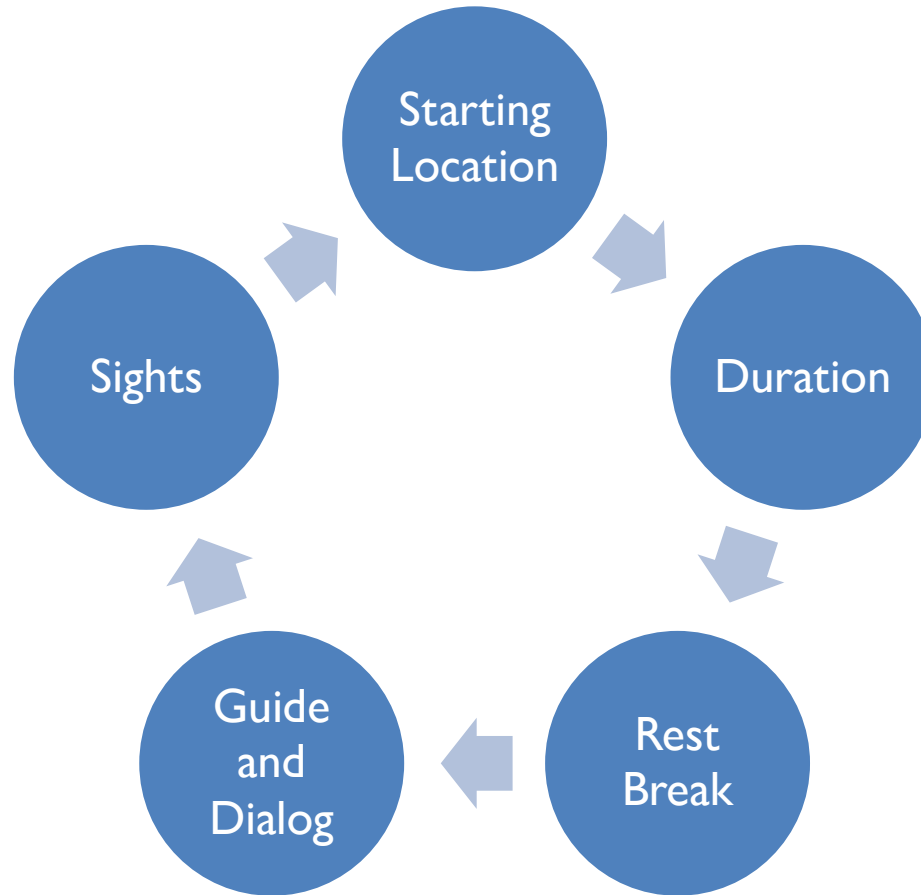 Starting
Location
Duration
Rest
Break
Guide
and
Dialog
Sights